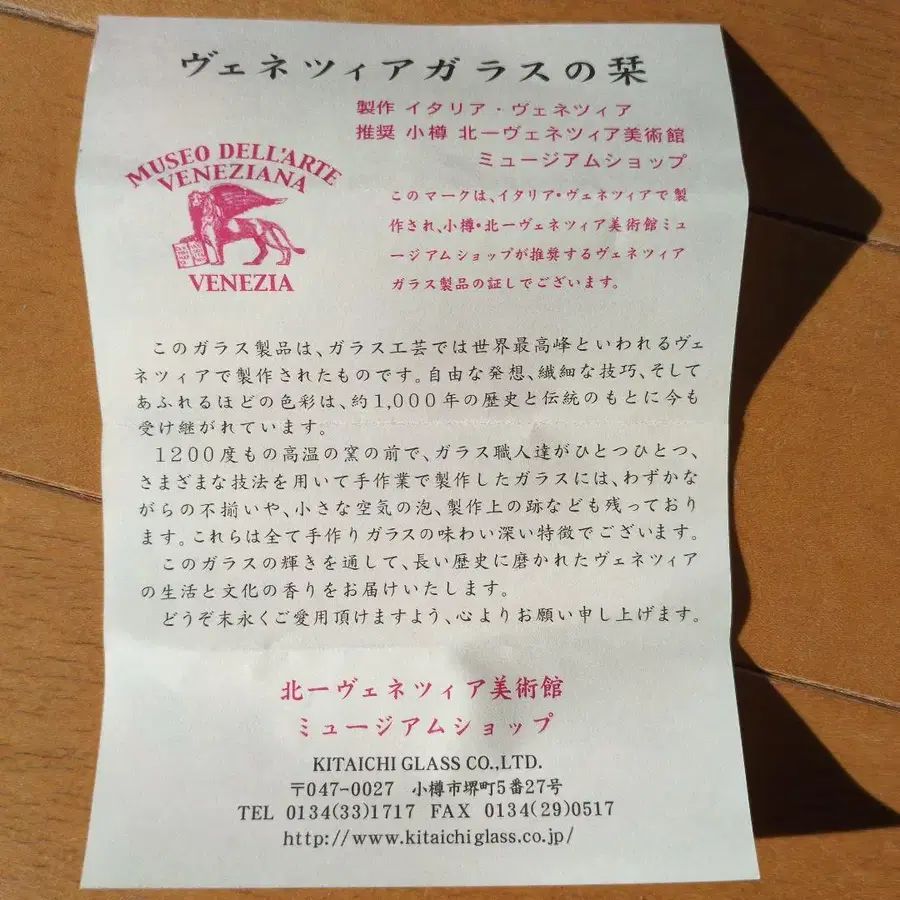 ヴェネツィアガラスの栞
製作 イタリア・ヴェネツィア
推奨 小樽 北一ヴェネツィア美術館
ミュージアムショップ
MUSEO DELL'ARTE
VENEZIANA
VENEZIA
このマークは、イタリア・ヴェネツィアで製
作され、小樽・北一ヴェネツィア美術館ミュ
ージアムショップが推奨するヴェネツィア
ガラス製品の証しでございます。
このガラス製品は、ガラス工芸では世界最高峰といわれるヴェ
ネツィアで製作されたものです。自由な発想、繊細な技巧、そして
あふれるほどの色彩は、約1,000年の歴史と伝統のもとに今も
受け継がれています。
1200度もの高温の窯の前で、ガラス職人達がひとつひとつ、
さまざまな技法を用いて手作業で製作したガラスには、わずかな
がらの不揃いや、小さな空気の泡、製作上の跡なども残っており
ます。これらは全て手作りガラスの味わい深い特徴でございます。
このガラスの輝きを通して、長い歴史に磨かれたヴェネツィア
の生活と文化の香りをお届けいたします。
どうぞ末永くご愛用頂けますよう、心よりお願い申し上げます。
北一ヴェネツィア美術館
ミュージアムショップ
KITAICHI GLASS CO.,LTD.
〒047-0027 小樽市堺町5番27号
TEL 0134(33)1717 FAX 0134(29)0517
http://www.kitaichiglass.co.jp/